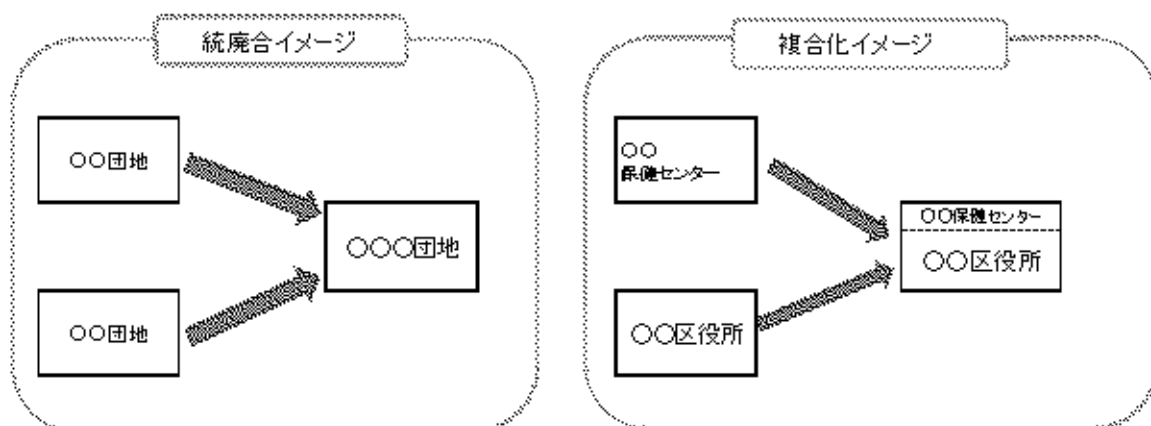 統廃合イメージ
○○団地
○○団地
○○○団地
複合化イメージ
○○
保健センター
○○区役所
○○保健センター
○○区役所